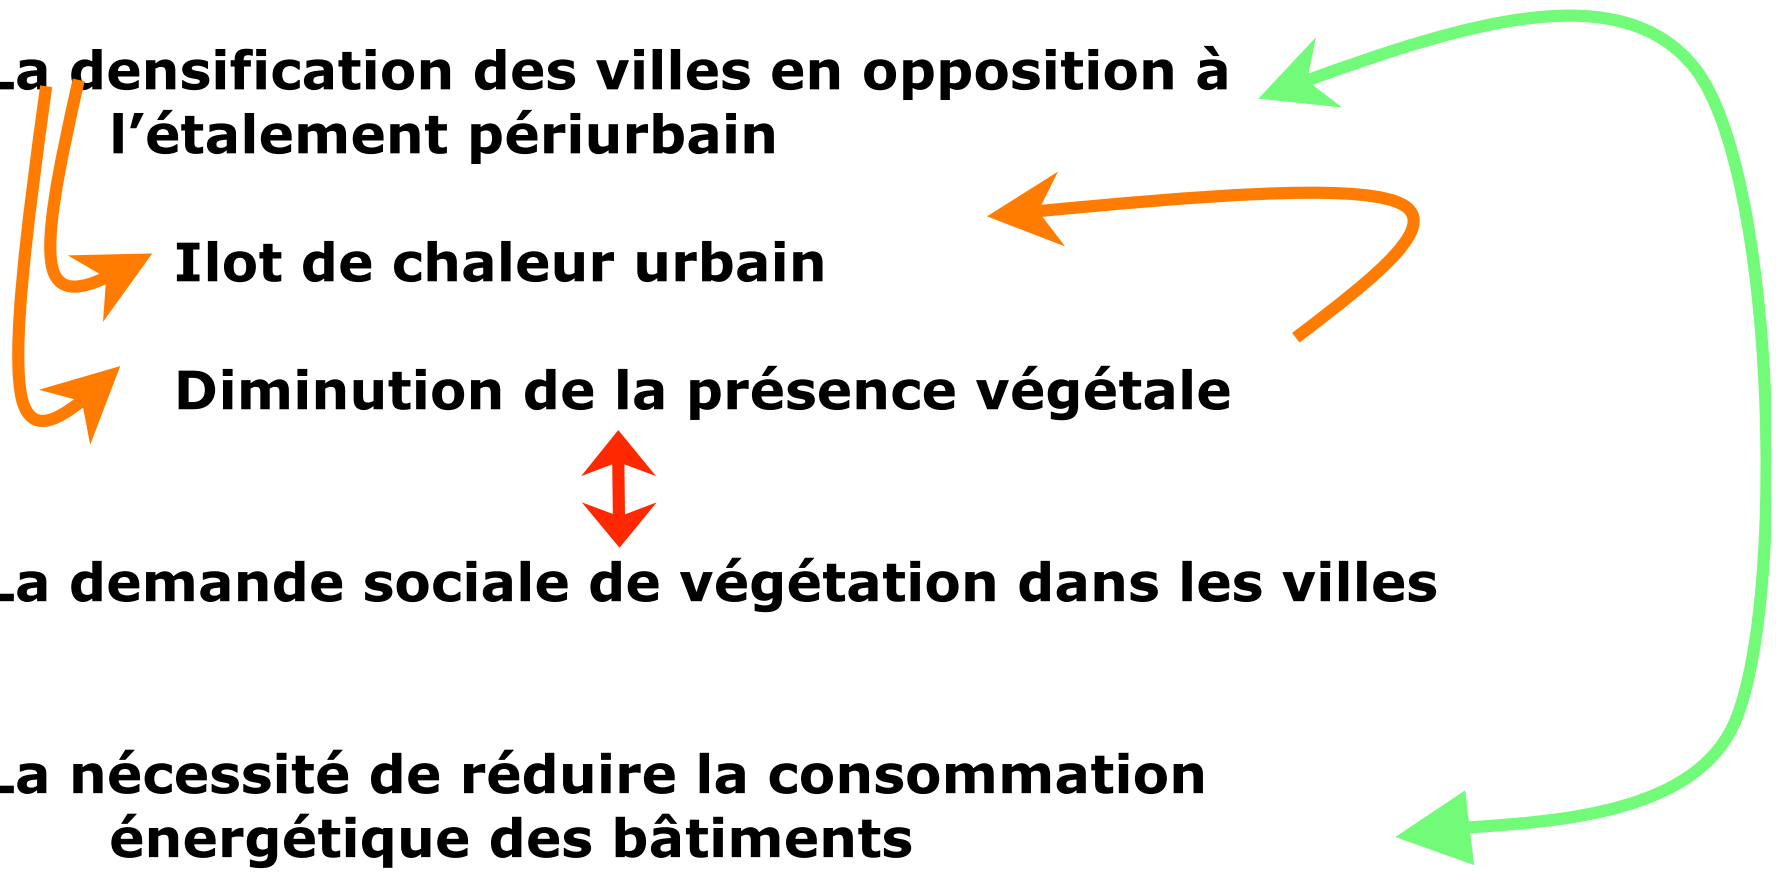 La densification des villes en opposition à
l’étalement périurbain
Ilot de chaleur urbain
Diminution de la présence végétale
La demande sociale de végétation dans les villes
La nécessité de réduire la consommation
énergétique des bâtiments